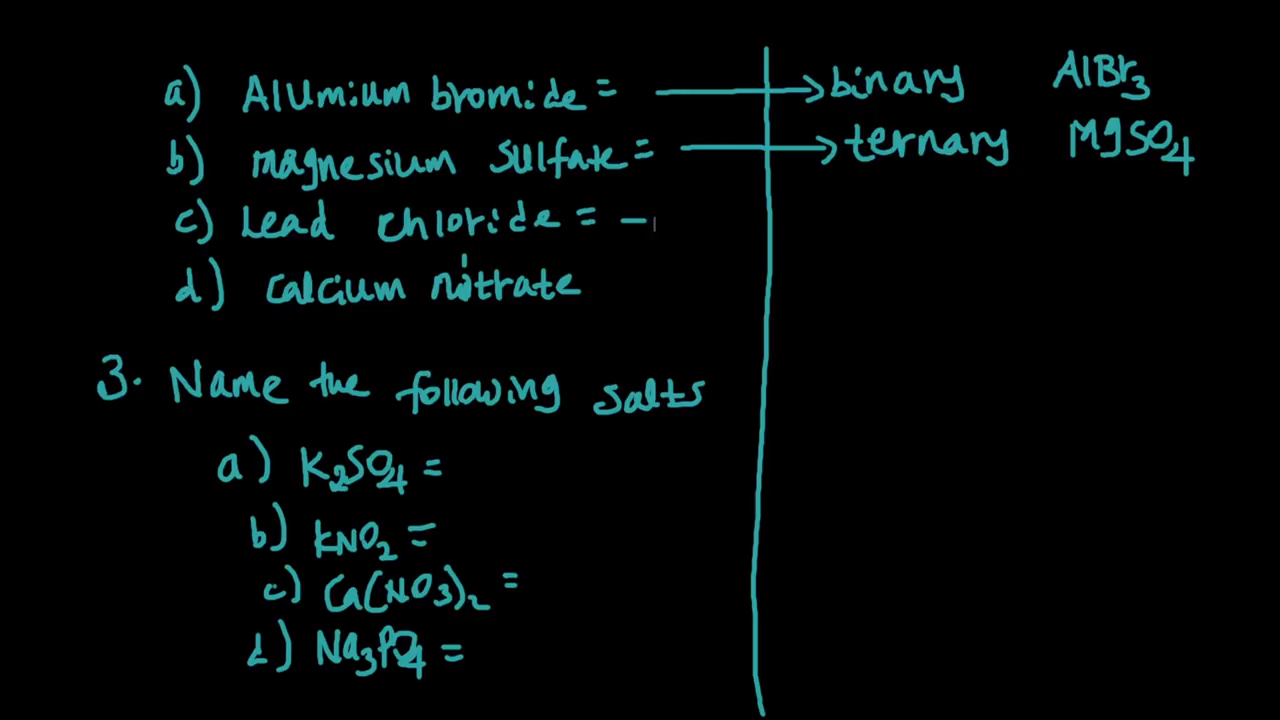 a) Alumium bromide = → binary AlBr₃
b) magnesium sulfate = → ternary MgSO₄
c) Lead chloride = –
d) Calcium nitrate
3. Name the following salts
a) K₂SO₄ =
b) KNO₂ =
c) Ca(NO₃)₂ =
d) Na₃PO₄ =